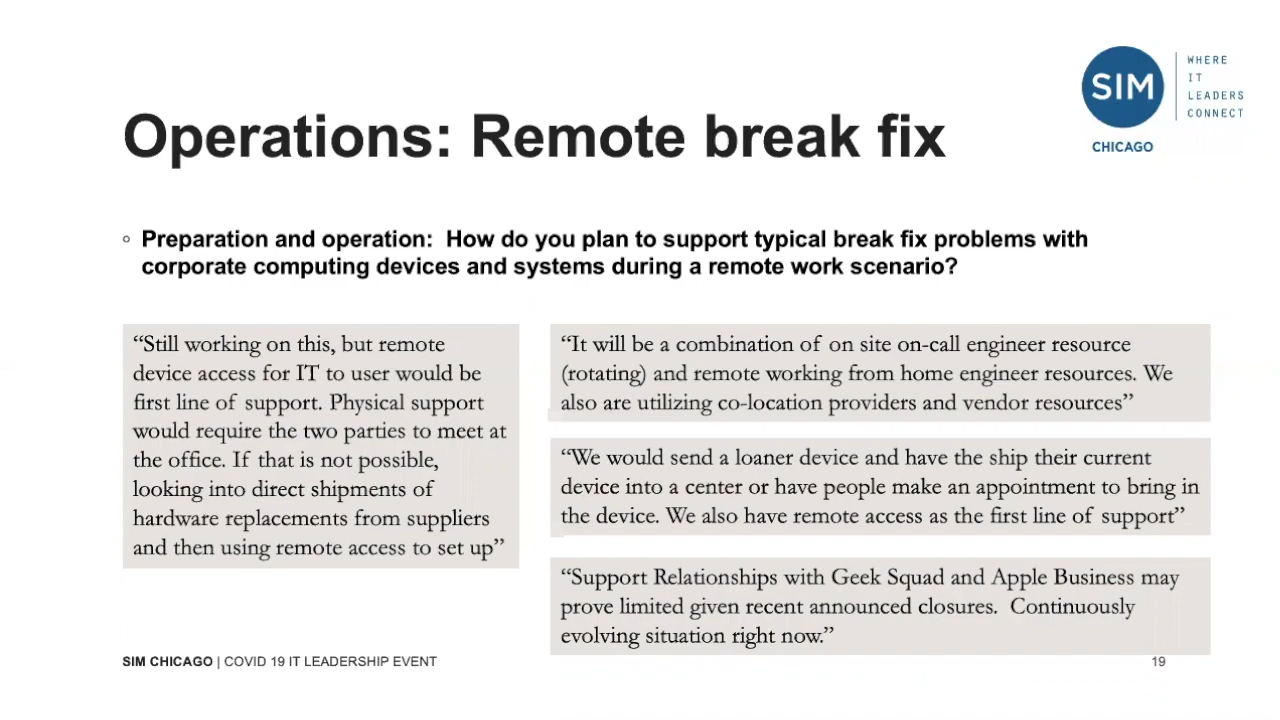 SIM
CHICAGO
WHERE
IT
LEADERS
CONNECT
Operations: Remote break fix
Preparation and operation: How do you plan to support typical break fix problems with
corporate computing devices and systems during a remote work scenario?
“Still working on this, but remote
device access for IT to user would be
first line of support. Physical support
would require the two parties to meet at
the office. If that is not possible,
looking into direct shipments of
hardware replacements from suppliers
and then using remote access to set up”
“It will be a combination of on site on-call engineer resource
(rotating) and remote working from home engineer resources. We
also are utilizing co-location providers and vendor resources”
“We would send a loaner device and have the ship their current
device into a center or have people make an appointment to bring in
the device. We also have remote access as the first line of support”
“Support Relationships with Geek Squad and Apple Business may
prove limited given recent announced closures. Continuously
evolving situation right now.”
SIM CHICAGO | COVID 19 IT LEADERSHIP EVENT
19